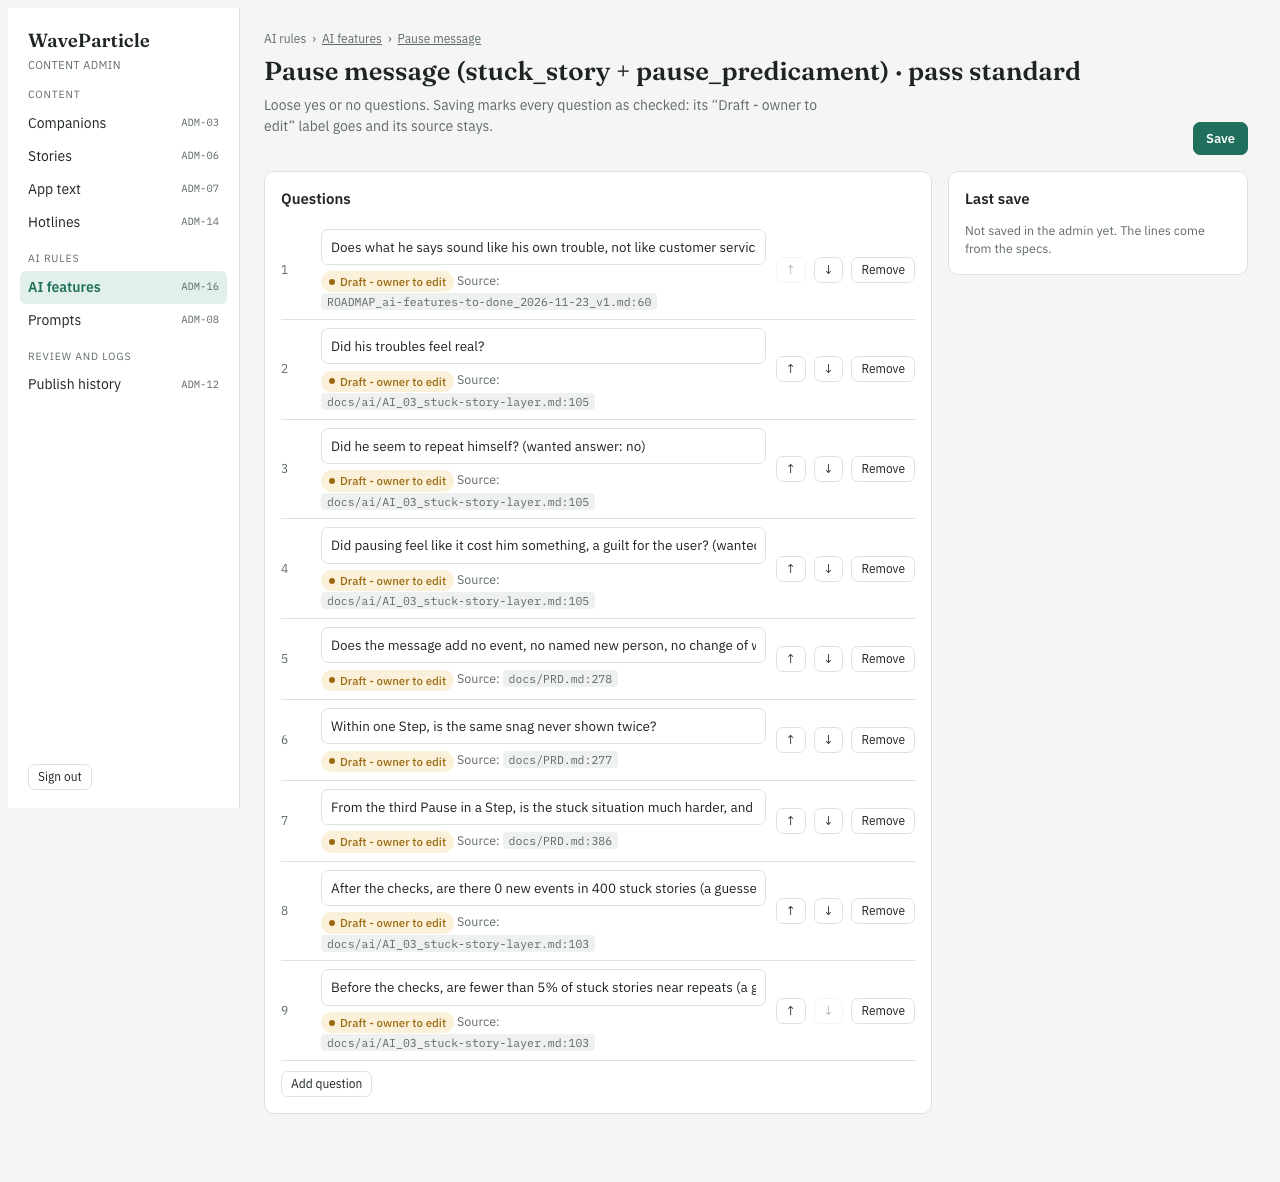 WaveParticle
CONTENT ADMIN
CONTENT
Companions ADM-03
Stories ADM-06
App text ADM-07
Hotlines ADM-14
AI RULES
AI features ADM-16
Prompts ADM-08
REVIEW AND LOGS
Publish history ADM-12
Sign out
AI rules › AI features › Pause message
Pause message (stuck_story + pause_predicament) · pass standard
Loose yes or no questions. Saving marks every question as checked: its “Draft - owner to
edit” label goes and its source stays.
Save
Questions
1 Does what he says sound like his own trouble, not like customer servic
Draft - owner to edit Source:
ROADMAP_ai-features-to-done_2026-11-23_v1.md:60
↑ ↓ Remove
2 Did his troubles feel real?
Draft - owner to edit Source:
docs/ai/AI_03_stuck-story-layer.md:105
↑ ↓ Remove
3 Did he seem to repeat himself? (wanted answer: no)
Draft - owner to edit Source:
docs/ai/AI_03_stuck-story-layer.md:105
↑ ↓ Remove
4 Did pausing feel like it cost him something, a guilt for the user? (wanted
Draft - owner to edit Source:
docs/ai/AI_03_stuck-story-layer.md:105
↑ ↓ Remove
5 Does the message add no event, no named new person, no change of
Draft - owner to edit Source: docs/PRD.md:278
↑ ↓ Remove
6 Within one Step, is the same snag never shown twice?
Draft - owner to edit Source: docs/PRD.md:277
↑ ↓ Remove
7 From the third Pause in a Step, is the stuck situation much harder, and
Draft - owner to edit Source: docs/PRD.md:386
↑ ↓ Remove
8 After the checks, are there 0 new events in 400 stuck stories (a guesse
Draft - owner to edit Source:
docs/ai/AI_03_stuck-story-layer.md:103
↑ ↓ Remove
9 Before the checks, are fewer than 5% of stuck stories near repeats (a g
Draft - owner to edit Source:
docs/ai/AI_03_stuck-story-layer.md:103
↑ ↓ Remove
Add question
Last save
Not saved in the admin yet. The lines come
from the specs.